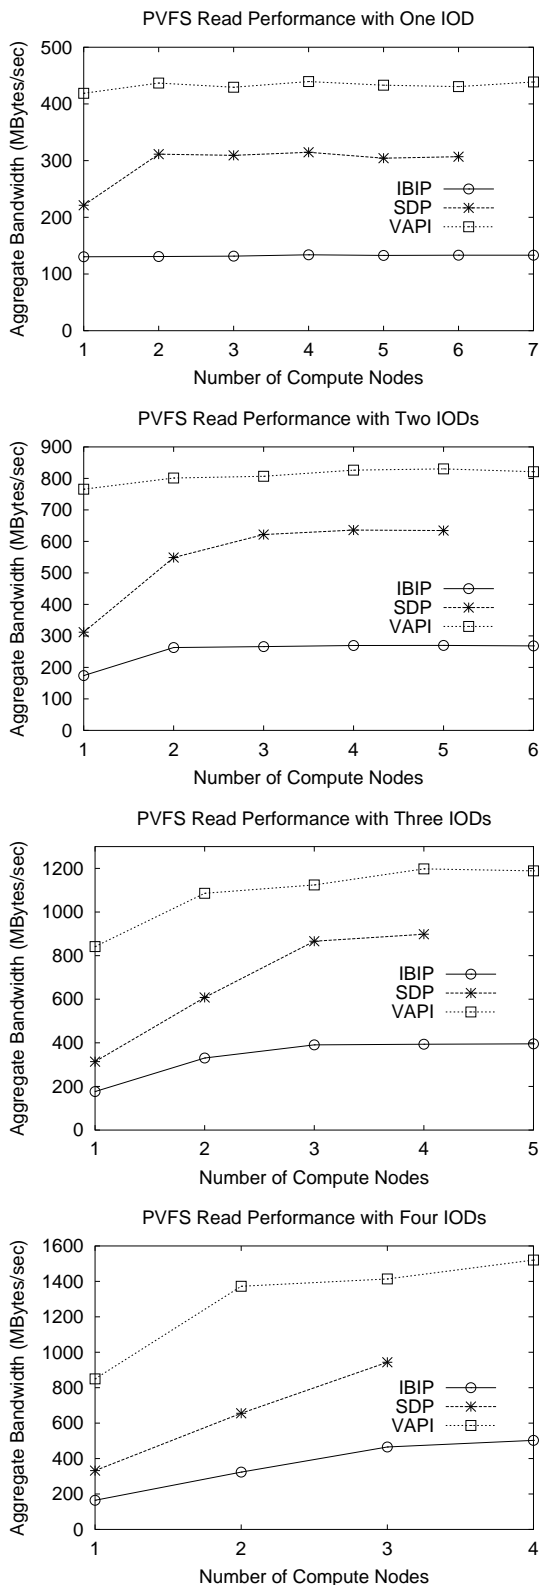 PVFS Read Performance with One IOD
Aggregate Bandwidth (MBytes/sec)
500
400
300
200
100
0
IBIP
SDP
VAPI
1 2 3 4 5 6 7
Number of Compute Nodes
PVFS Read Performance with Two IODs
Aggregate Bandwidth (MBytes/sec)
900
800
700
600
500
400
300
200
100
0
IBIP
SDP
VAPI
1 2 3 4 5 6
Number of Compute Nodes
PVFS Read Performance with Three IODs
Aggregate Bandwidth (MBytes/sec)
1200
1000
800
600
400
200
0
IBIP
SDP
VAPI
1 2 3 4 5
Number of Compute Nodes
PVFS Read Performance with Four IODs
Aggregate Bandwidth (MBytes/sec)
1600
1400
1200
1000
800
600
400
200
0
IBIP
SDP
VAPI
1 2 3 4
Number of Compute Nodes